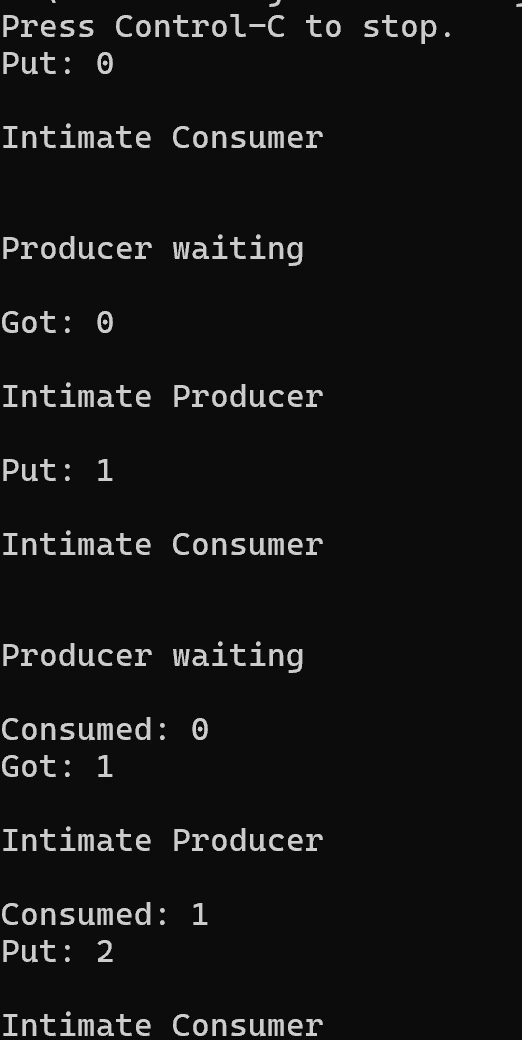 Press Control-C to stop.
Put: 0
Intimate Consumer
Producer waiting
Got: 0
Intimate Producer
Put: 1
Intimate Consumer
Producer waiting
Consumed: 0
Got: 1
Intimate Producer
Consumed: 1
Put: 2
Intimate Consumer